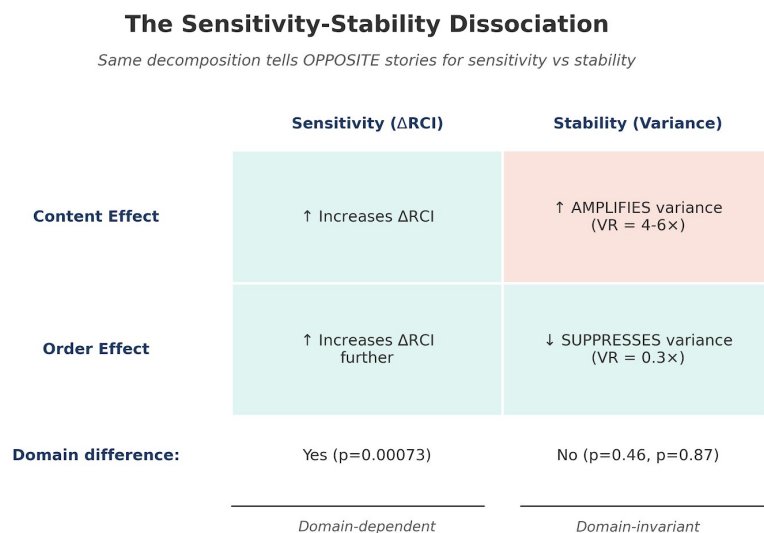 The Sensitivity-Stability Dissociation
Same decomposition tells OPPOSITE stories for sensitivity vs stability
Sensitivity (ΔRCI)
Stability (Variance)
Content Effect
↑ Increases ΔRCI
↑ AMPLIFIES variance
(VR = 4-6×)
Order Effect
↑ Increases ΔRCI
further
↓ SUPPRESSES variance
(VR = 0.3×)
Domain difference:
Yes (p=0.00073)
No (p=0.46, p=0.87)
Domain-dependent
Domain-invariant